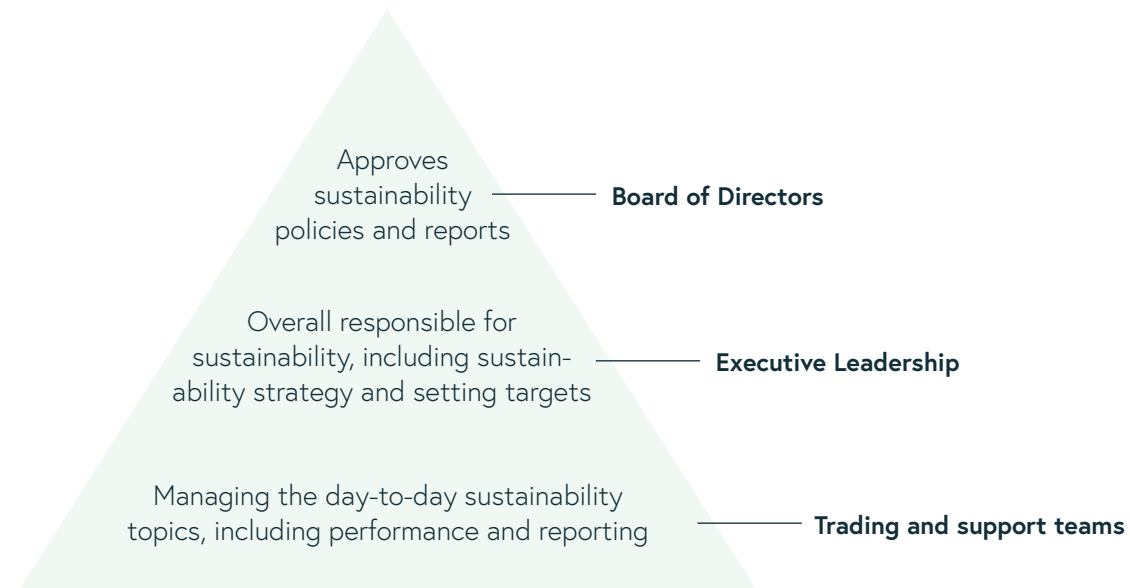 Approves
sustainability
policies and reports
Board of Directors
Overall responsible for
sustainability, including sustain-
ability strategy and setting targets
Executive Leadership
Managing the day-to-day sustainability
topics, including performance and reporting
Trading and support teams